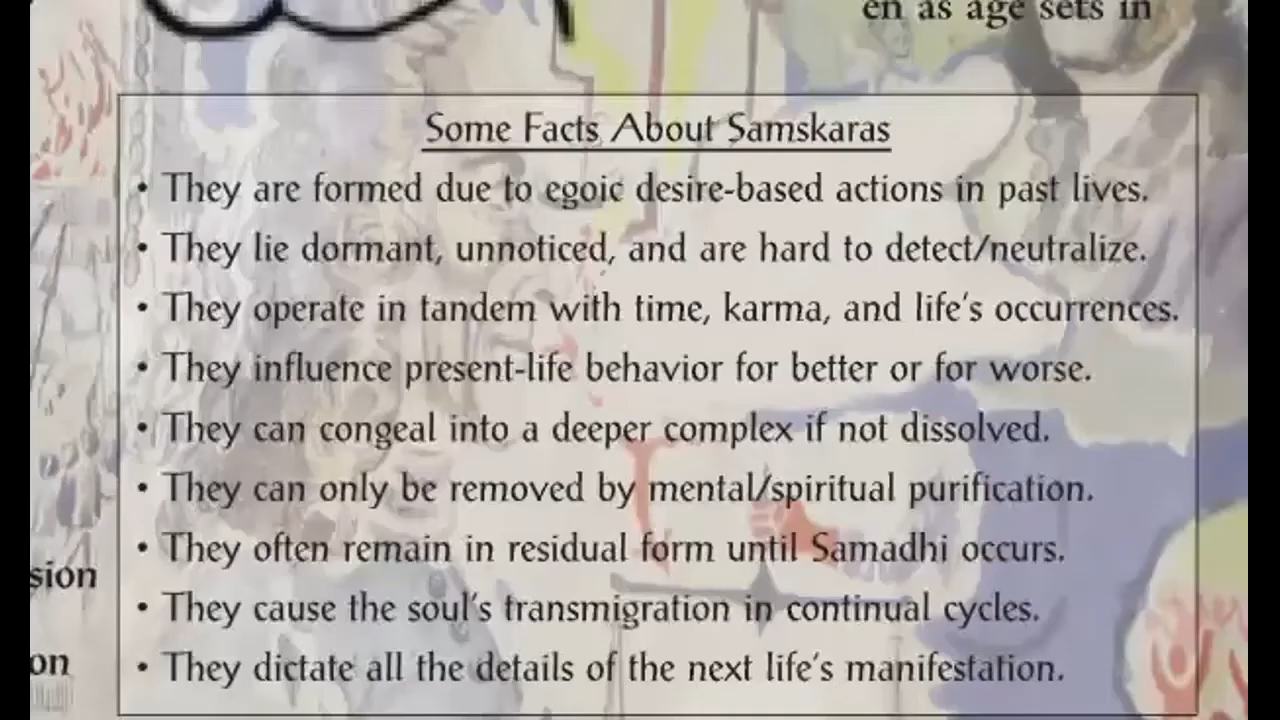 en as age sets in
Some Facts About Samskaras
• They are formed due to egoic desire-based actions in past lives.
• They lie dormant, unnoticed, and are hard to detect/neutralize.
• They operate in tandem with time, karma, and life's occurrences.
• They influence present-life behavior for better or for worse.
• They can congeal into a deeper complex if not dissolved.
• They can only be removed by mental/spiritual purification.
• They often remain in residual form until Samadhi occurs.
sion
• They cause the soul's transmigration in continual cycles.
on
• They dictate all the details of the next life's manifestation.